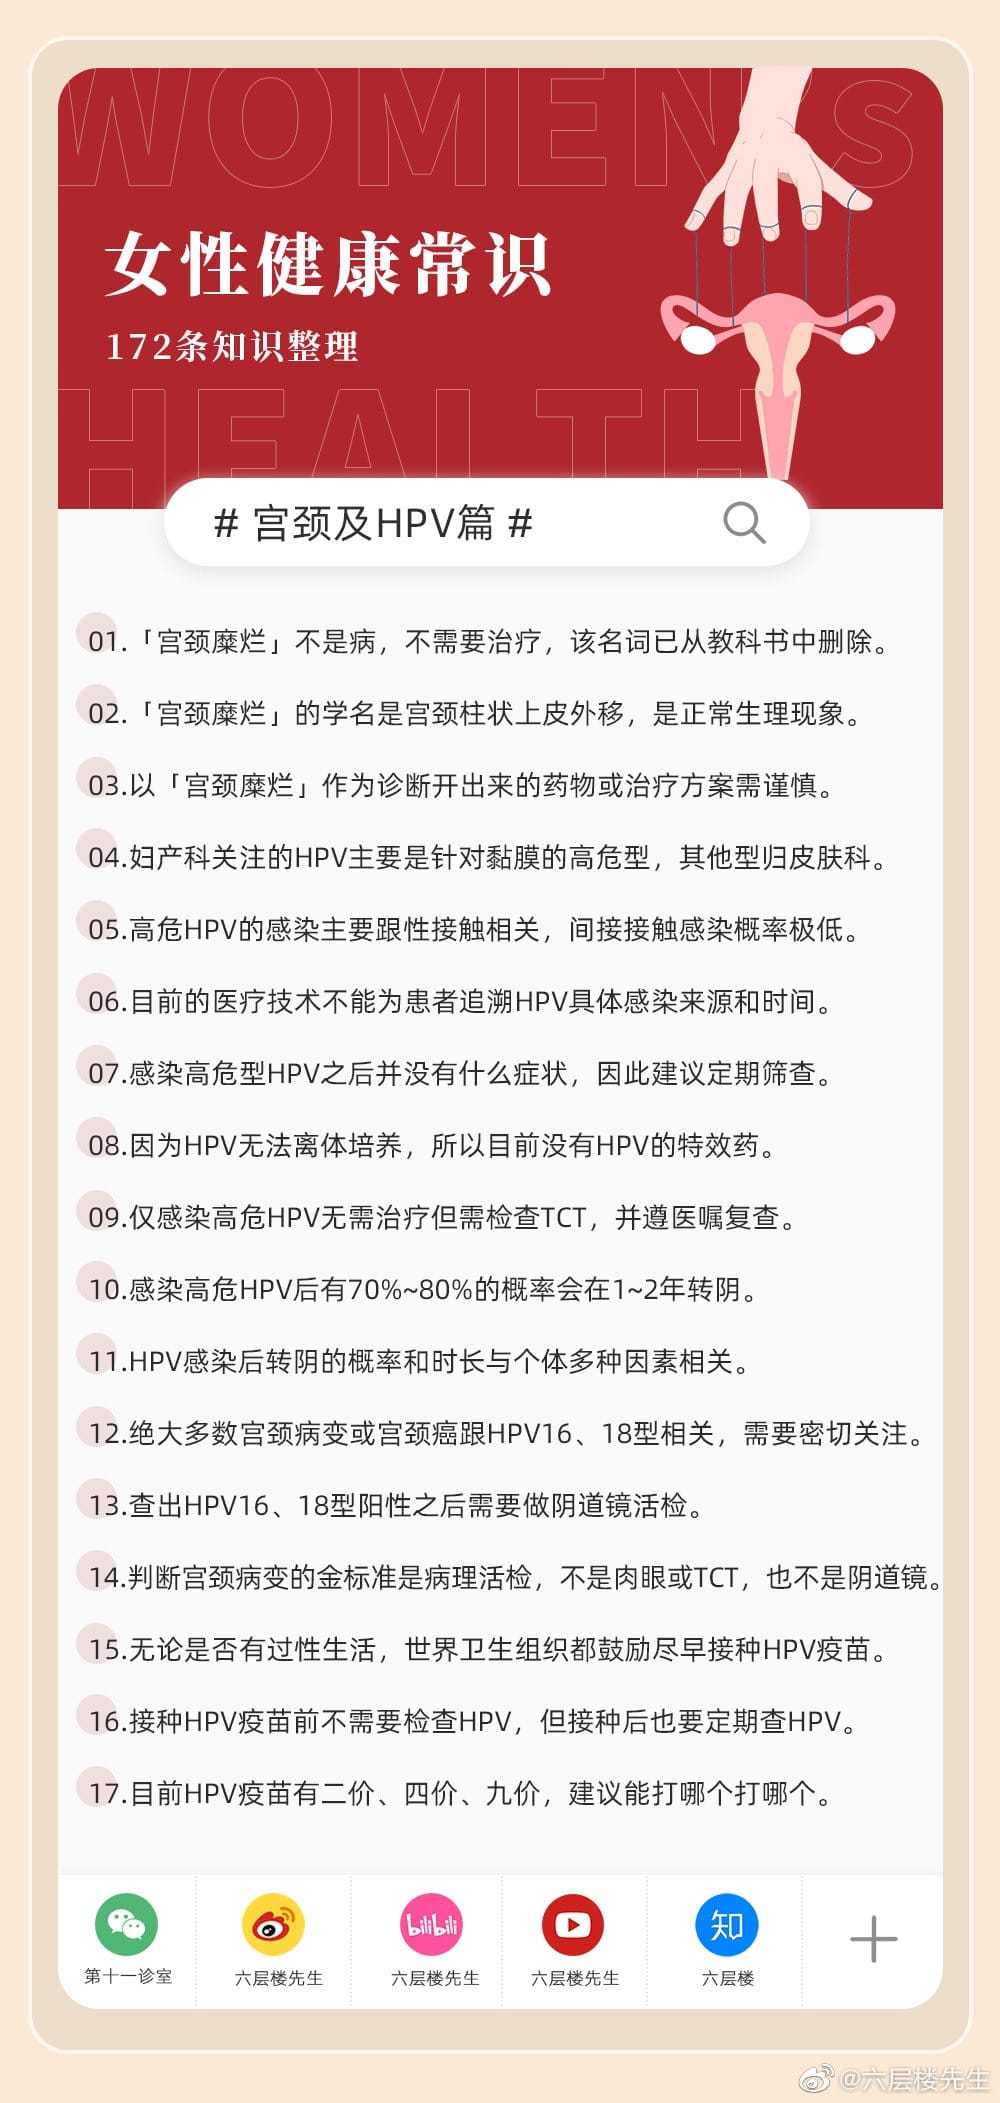 WOMEN'S
女性健康常识
172条知识整理
HEALTH
# 宫颈及HPV篇 #
01.「宫颈糜烂」不是病，不需要治疗，该名词已从教科书中删除。
02.「宫颈糜烂」的学名是宫颈柱状上皮外移，是正常生理现象。
03.以「宫颈糜烂」作为诊断开出来的药物或治疗方案需谨慎。
04.妇产科关注的HPV主要是针对黏膜的高危型，其他型归皮肤科。
05.高危HPV的感染主要跟性接触相关，间接接触感染概率极低。
06.目前的医疗技术不能为患者追溯HPV具体感染来源和时间。
07.感染高危型HPV之后并没有什么症状，因此建议定期筛查。
08.因为HPV无法离体培养，所以目前没有HPV的特效药。
09.仅感染高危HPV无需治疗但需检查TCT，并遵医嘱复查。
10.感染高危HPV后有70%~80%的概率会在1~2年转阴。
11.HPV感染后转阴的概率和时长与个体多种因素相关。
12.绝大多数宫颈病变或宫颈癌跟HPV16、18型相关，需要密切关注。
13.查出HPV16、18型阳性之后需要做阴道镜活检。
14.判断宫颈病变的金标准是病理活检，不是肉眼或TCT，也不是阴道镜。
15.无论是否有过性生活，世界卫生组织都鼓励尽早接种HPV疫苗。
16.接种HPV疫苗前不需要检查HPV，但接种后也要定期查HPV。
17.目前HPV疫苗有二价、四价、九价，建议能打哪个打哪个。
bilibili
知
第十一诊室 六层楼先生 六层楼先生 六层楼先生 六层楼
@六层楼先生